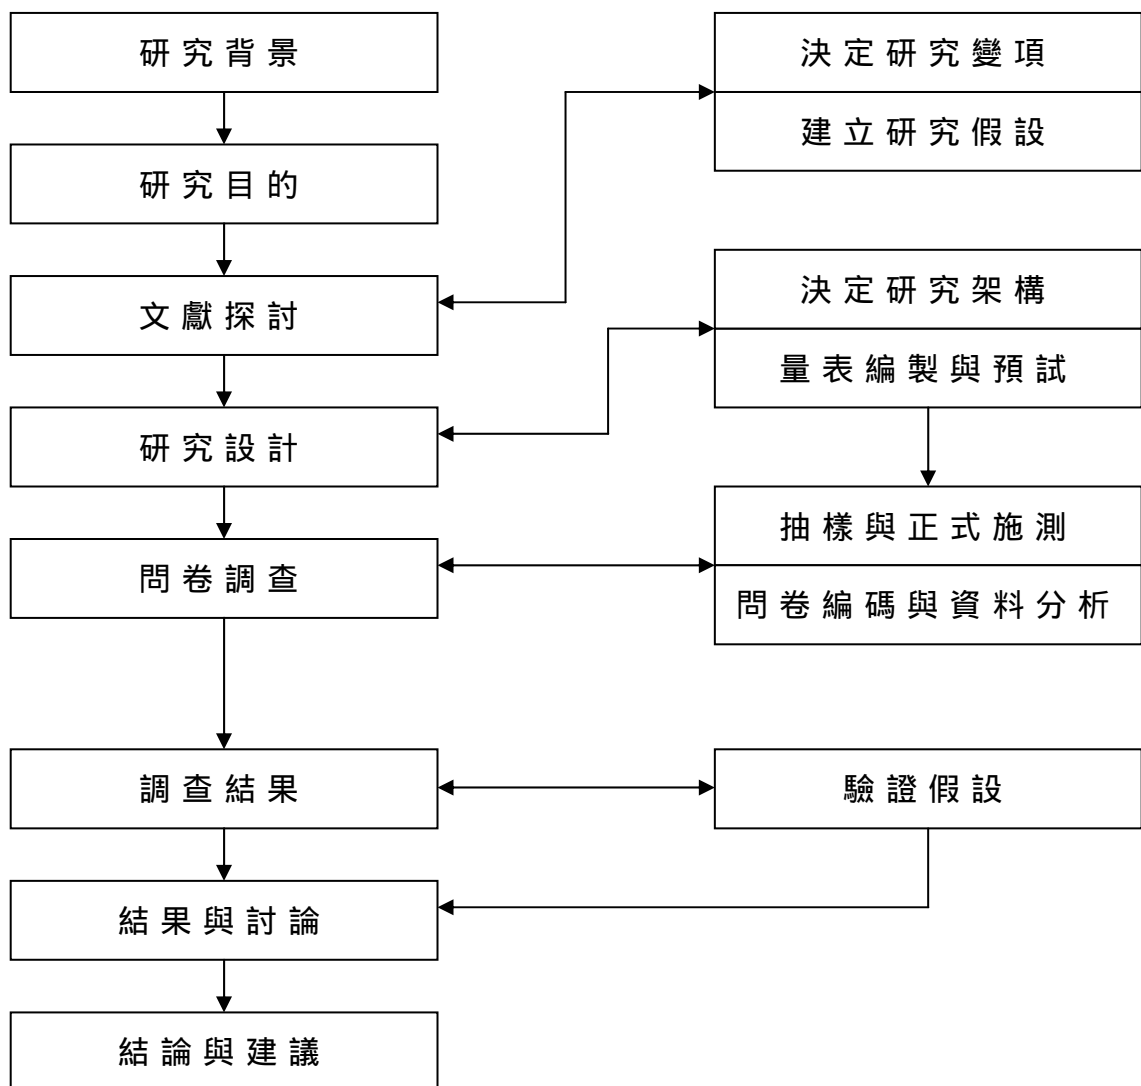 研究背景
研究目的
文獻探討
研究設計
問卷調查
調查結果
結果與討論
結論與建議
決定研究變項
建立研究假設
決定研究架構
量表編製與預試
抽樣與正式施測
問卷編碼與資料分析
驗證假設